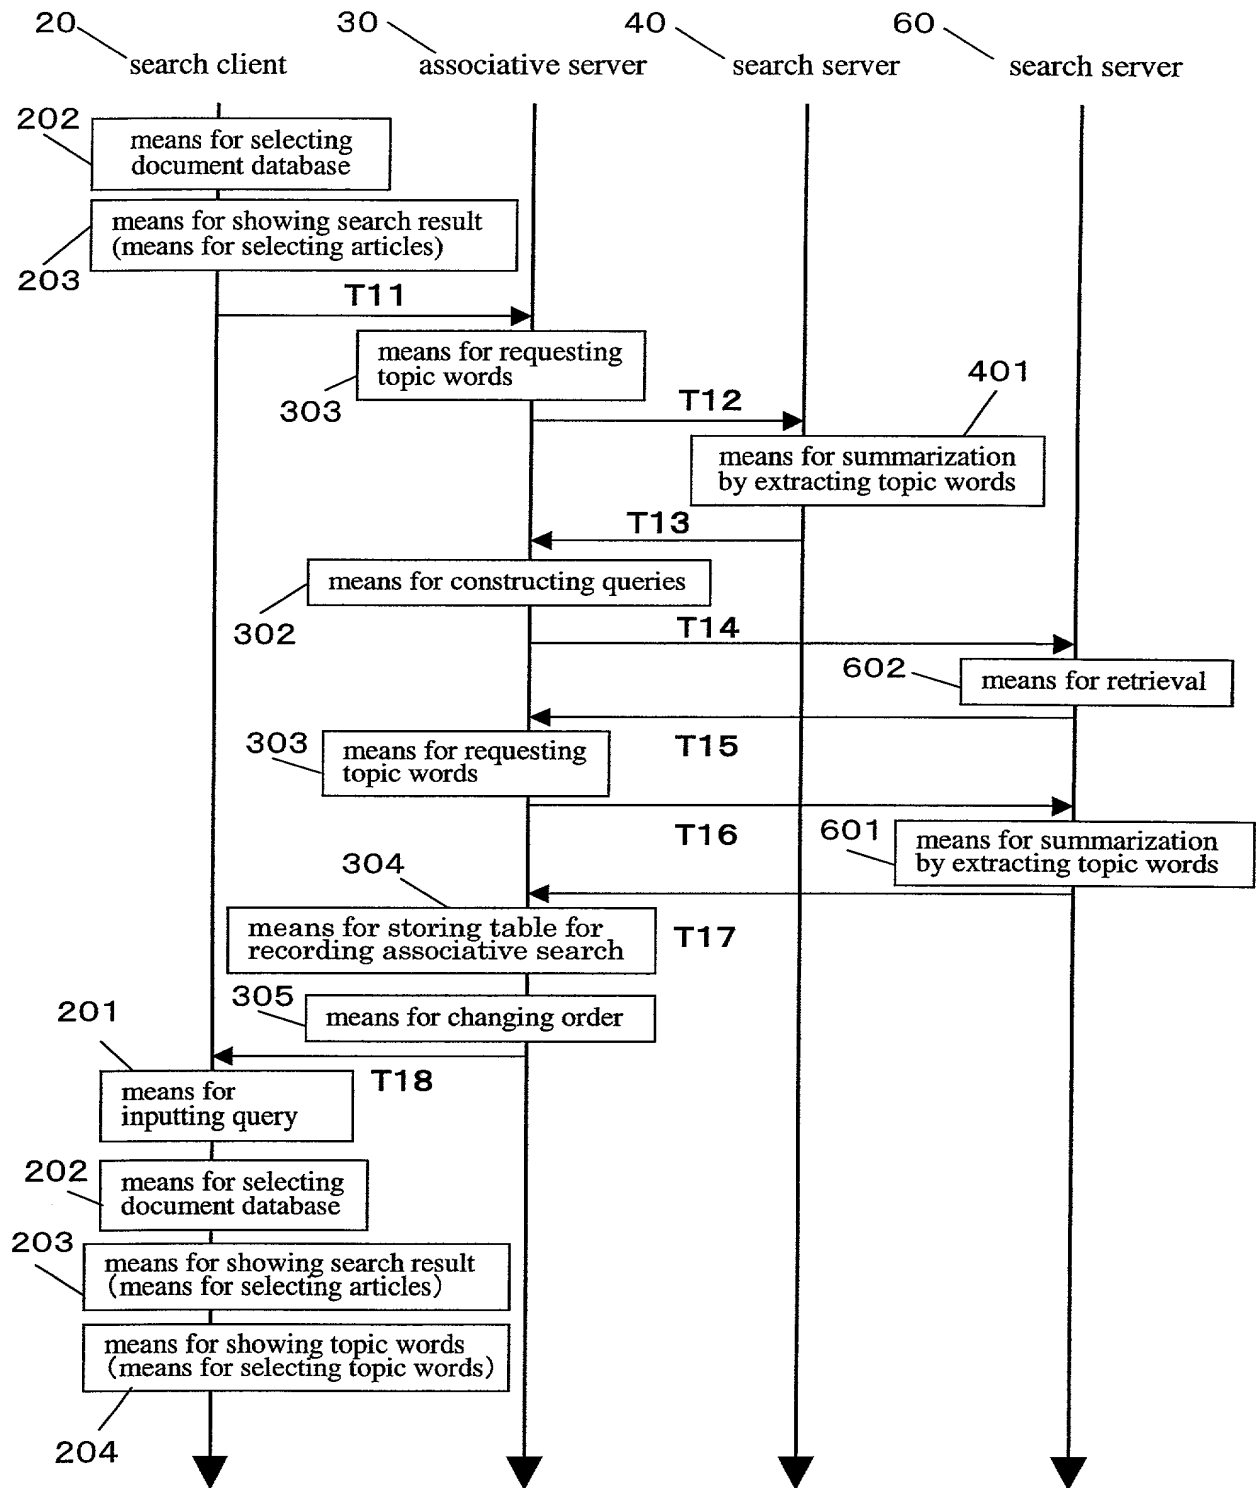 20
30
40
60
search client
associative server
search server
search server
202
means for selecting
document database
means for showing search result
(means for selecting articles)
203
T11
means for requesting
topic words
303
T12
401
means for summarization
by extracting topic words
T13
means for constructing queries
302
T14
602
means for retrieval
303
T15
means for requesting
topic words
T16
601
means for summarization
by extracting topic words
304
means for storing table for
recording associative search
T17
305
means for changing order
201
T18
means for
inputting query
202
means for selecting
document database
203
means for showing search result
(means for selecting articles)
means for showing topic words
(means for selecting topic words)
204